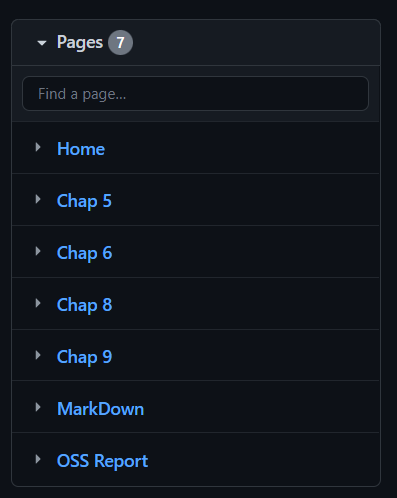 Pages 7
Find a page...
Home
Chap 5
Chap 6
Chap 8
Chap 9
MarkDown
OSS Report